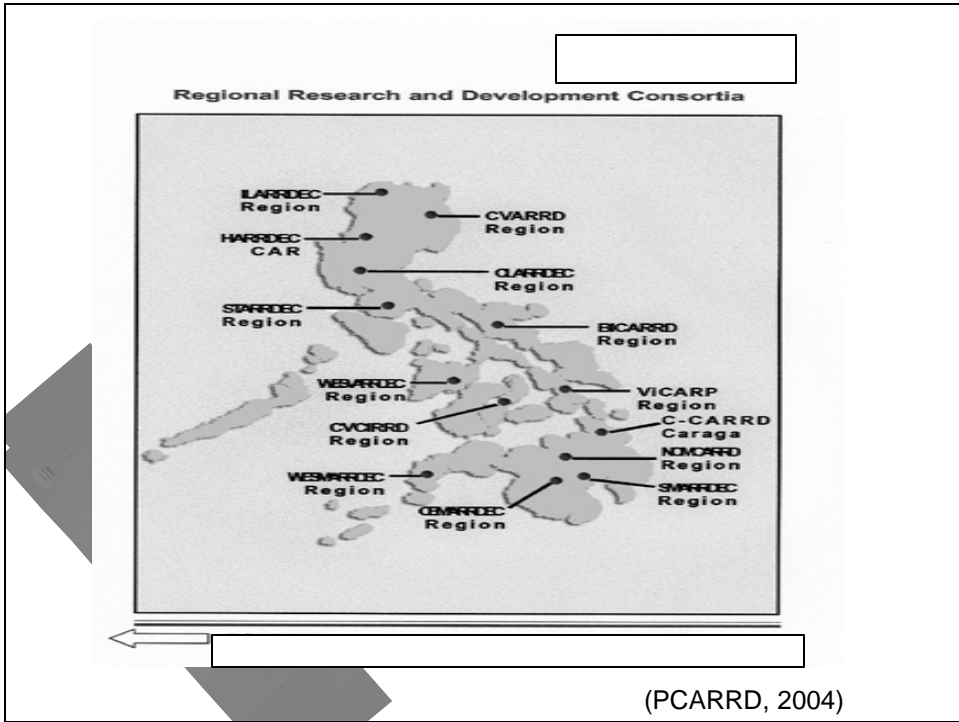 Regional Research and Development Consortia
ILARRDEC
Region
CVARRD
Region
HARRDEC
CAR
CLARRDEC
Region
STARRDEC
Region
BICARRD
Region
WESVARRDEC
Region
ViCARP
Region
CVCIRRD
Region
C-CARRD
Caraga
NOMCARRD
Region
WESMARRDEC
Region
SMARRDEC
Region
CEMARRDEC
Region
(PCARRD, 2004)